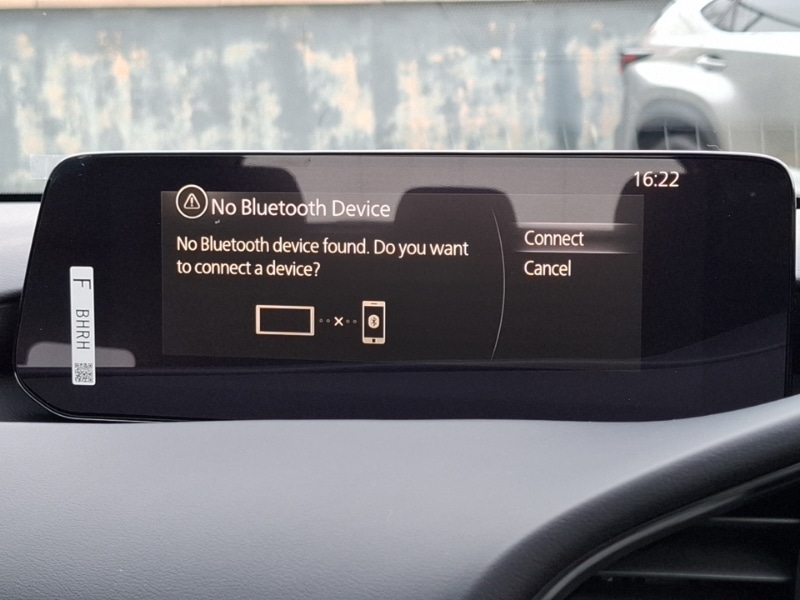 16:22
No Bluetooth Device
No Bluetooth device found. Do you want
to connect a device?
Connect
Cancel
F BHRH